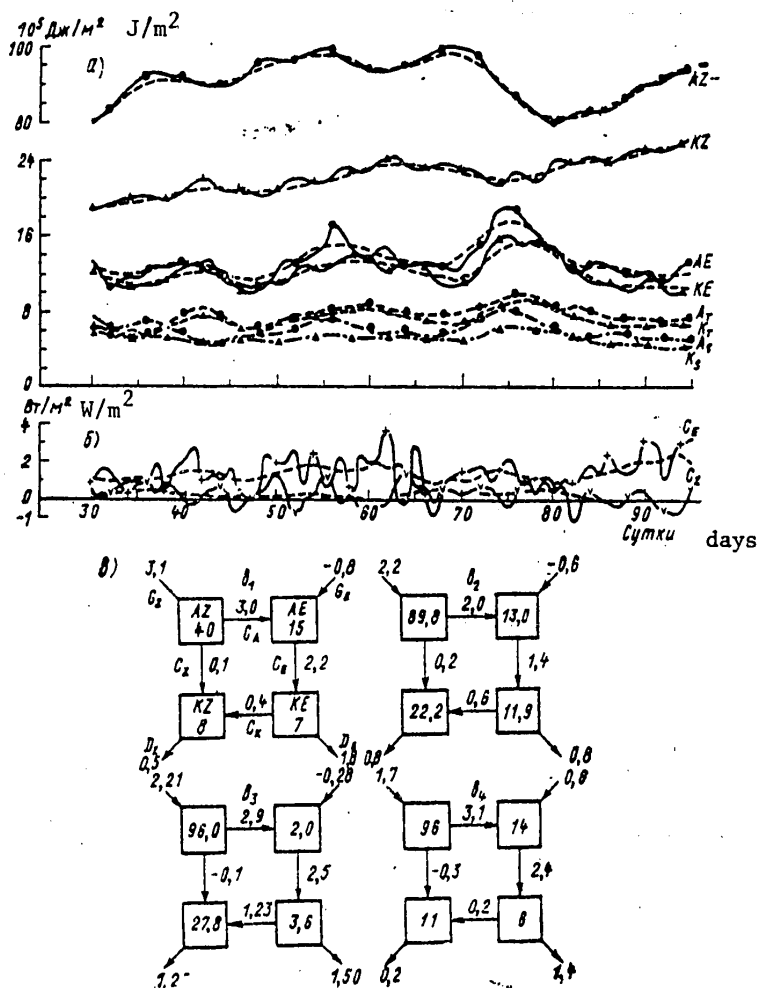 10⁵ Дж/м² J/m²
100
а)
AZ
80
KZ
24
16
AE
KE
8
A_T
K_T
A_S
K_S
0
Вт/м² W/m²
4
б)
C_E
2
C_Z
0
-1
30 40 50 60 70 80 90
Сутки days
в)
3,1 в₁ -0,8
G_Z G_E
AZ 40 3,0 C_A AE 15
C_Z 0,1 C_E 2,2
KZ 8 0,4 C_K KE 7
D_Z 0,5
2,2 в₂ -0,6
89,8 2,0 13,0
0,2 1,4
22,2 0,6 11,9
0,8 0,8
2,21 в₃ -0,28
96,0 2,9 2,0
-0,1 2,5
27,8 1,23 3,6
1,2 1,50
1,7 в₄ 0,8
96 3,1 14
-0,3 2,4
11 0,2 8
0,2 1,4